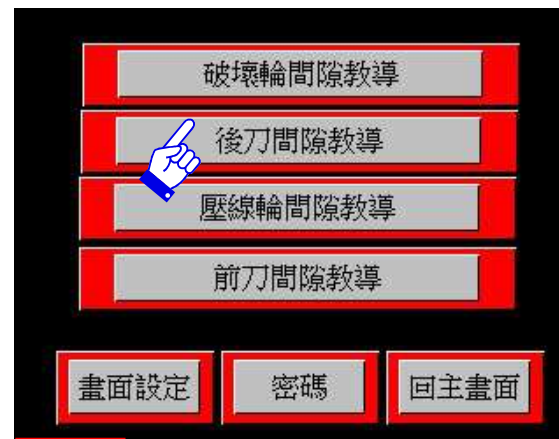 破壞輪間隙教導
後刀間隙教導
壓線輪間隙教導
前刀間隙教導
畫面設定
密碼
回主畫面